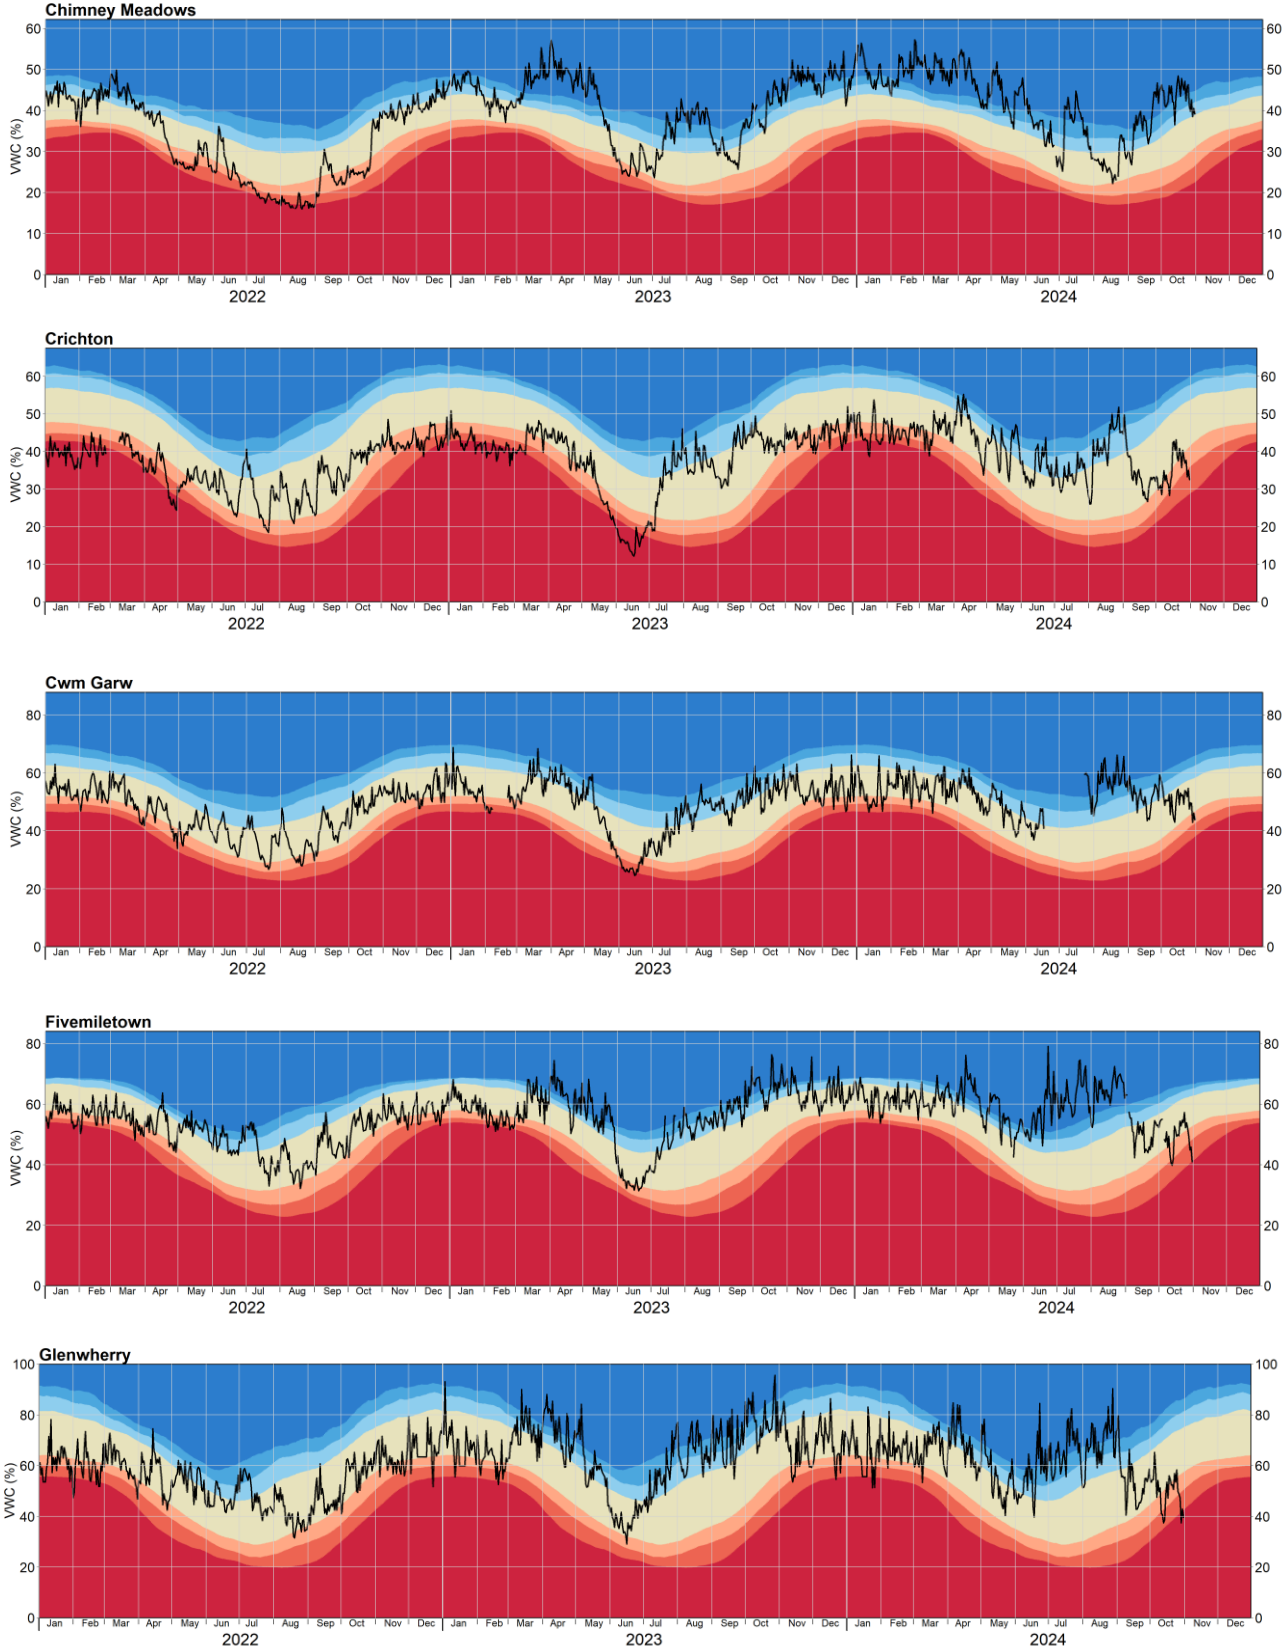 Chimney Meadows
60 60
50 50
40 40
30 30
20 20
10 10
0 0
VWC (%)
Jan Feb Mar Apr May Jun Jul Aug Sep Oct Nov Dec Jan Feb Mar Apr May Jun Jul Aug Sep Oct Nov Dec Jan Feb Mar Apr May Jun Jul Aug Sep Oct Nov Dec
2022 2023 2024
Crichton
60 60
50 50
40 40
30 30
20 20
10 10
0 0
VWC (%)
Jan Feb Mar Apr May Jun Jul Aug Sep Oct Nov Dec Jan Feb Mar Apr May Jun Jul Aug Sep Oct Nov Dec Jan Feb Mar Apr May Jun Jul Aug Sep Oct Nov Dec
2022 2023 2024
Cwm Garw
80 80
60 60
40 40
20 20
0 0
VWC (%)
Jan Feb Mar Apr May Jun Jul Aug Sep Oct Nov Dec Jan Feb Mar Apr May Jun Jul Aug Sep Oct Nov Dec Jan Feb Mar Apr May Jun Jul Aug Sep Oct Nov Dec
2022 2023 2024
Fivemiletown
80 80
60 60
40 40
20 20
0 0
VWC (%)
Jan Feb Mar Apr May Jun Jul Aug Sep Oct Nov Dec Jan Feb Mar Apr May Jun Jul Aug Sep Oct Nov Dec Jan Feb Mar Apr May Jun Jul Aug Sep Oct Nov Dec
2022 2023 2024
Glenwherry
100 100
80 80
60 60
40 40
20 20
0 0
VWC (%)
Jan Feb Mar Apr May Jun Jul Aug Sep Oct Nov Dec Jan Feb Mar Apr May Jun Jul Aug Sep Oct Nov Dec Jan Feb Mar Apr May Jun Jul Aug Sep Oct Nov Dec
2022 2023 2024